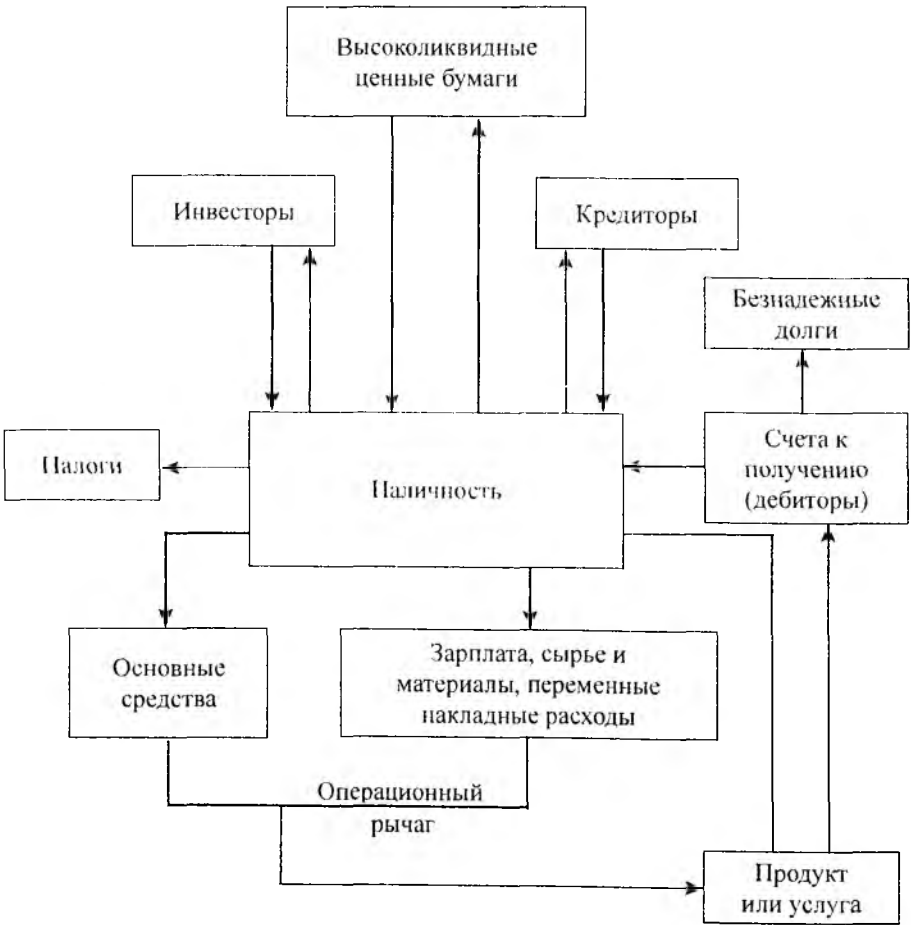 Высоколиквидные
ценные бумаги
Инвесторы
Кредиторы
Безнадежные
долги
Налоги
Наличность
Счета к
получению
(дебиторы)
Основные
средства
Зарплата, сырье и
материалы, переменные
накладные расходы
Операционный
рычаг
Продукт
или услуга